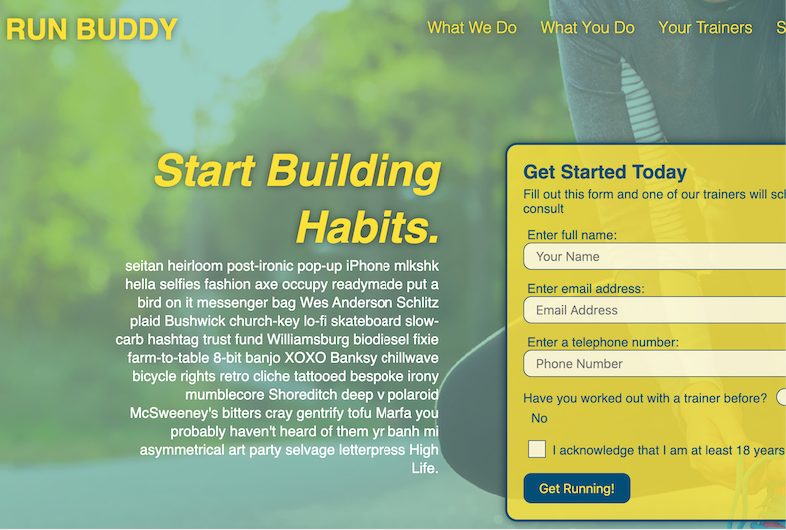 RUN BUDDY
What We Do What You Do Your Trainers S
Start Building
Habits.
seitan heirloom post-ironic pop-up iPhone mlkshk
hella selfies fashion axe occupy readymade put a
bird on it messenger bag Wes Anderson Schlitz
plaid Bushwick church-key lo-fi skateboard slow-
carb hashtag trust fund Williamsburg biodiesel fixie
farm-to-table 8-bit banjo XOXO Banksy chillwave
bicycle rights retro cliche tattooed bespoke irony
mumblecore Shoreditch deep v polaroid
McSweeney's bitters cray gentrify tofu Marfa you
probably haven't heard of them yr banh mi
asymmetrical art party selvage letterpress High
Life.
Get Started Today
Fill out this form and one of our trainers will sch
consult
Enter full name:
Your Name
Enter email address:
Email Address
Enter a telephone number:
Phone Number
Have you worked out with a trainer before?
No
I acknowledge that I am at least 18 years
Get Running!